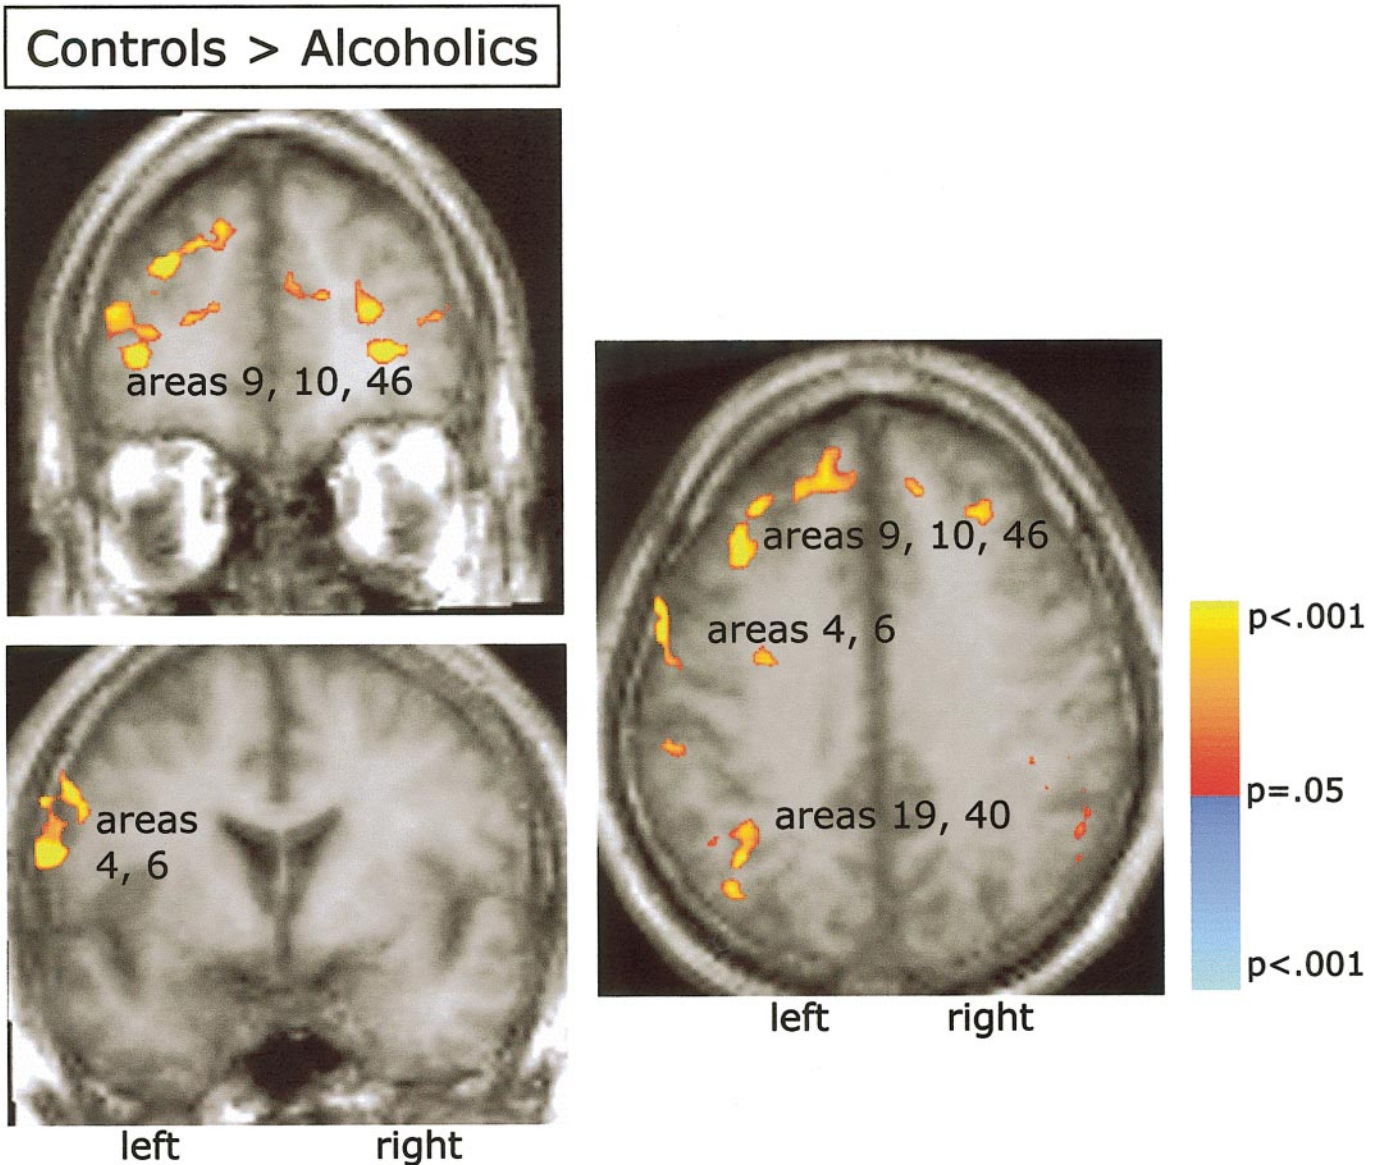 Controls > Alcoholics
areas 9, 10, 46
areas
4, 6
left right
areas 9, 10, 46
areas 4, 6
areas 19, 40
left right
p<.001
p=.05
p<.001